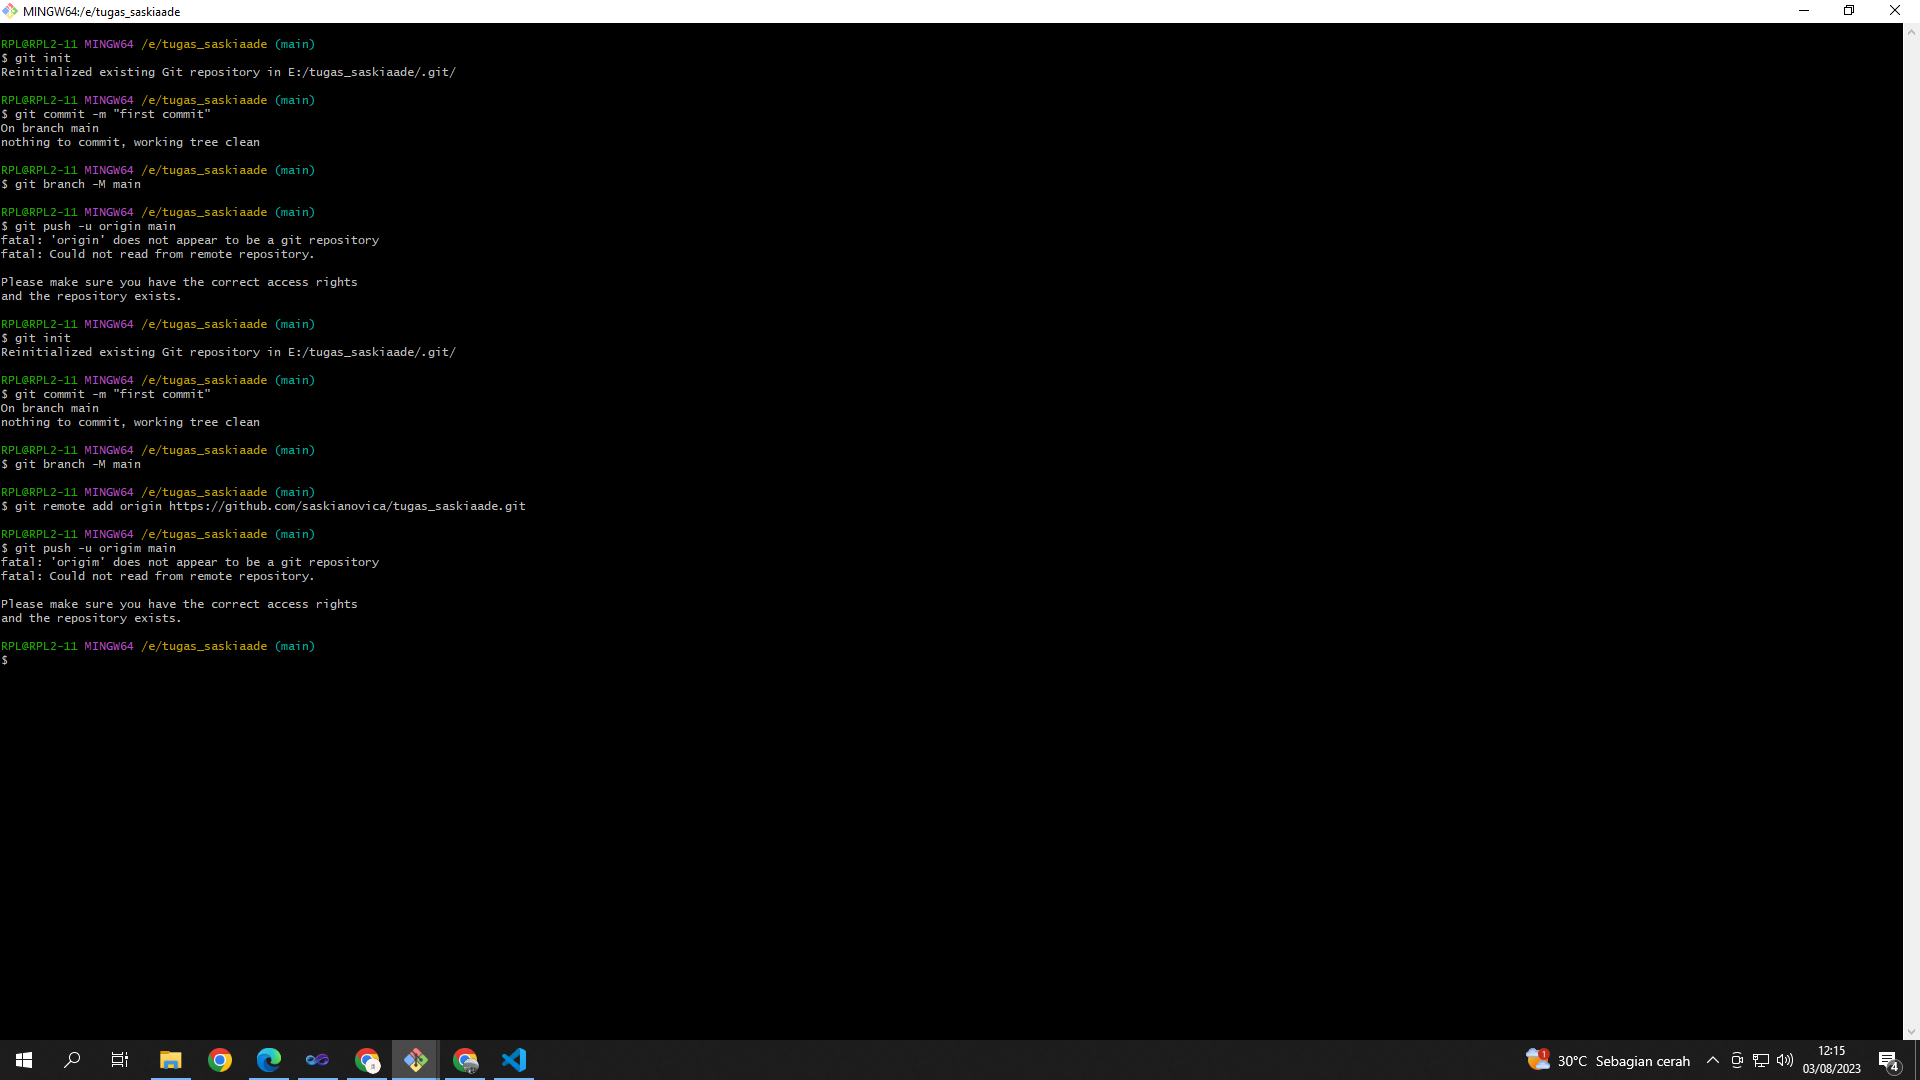 MINGW64:/e/tugas_saskiaade
RPL@RPL2-11 MINGW64 /e/tugas_saskiaade (main)
$ git init
Reinitialized existing Git repository in E:/tugas_saskiaade/.git/
RPL@RPL2-11 MINGW64 /e/tugas_saskiaade (main)
$ git commit -m "first commit"
On branch main
nothing to commit, working tree clean
RPL@RPL2-11 MINGW64 /e/tugas_saskiaade (main)
$ git branch -M main
RPL@RPL2-11 MINGW64 /e/tugas_saskiaade (main)
$ git push -u origin main
fatal: 'origin' does not appear to be a git repository
fatal: Could not read from remote repository.
Please make sure you have the correct access rights
and the repository exists.
RPL@RPL2-11 MINGW64 /e/tugas_saskiaade (main)
$ git init
Reinitialized existing Git repository in E:/tugas_saskiaade/.git/
RPL@RPL2-11 MINGW64 /e/tugas_saskiaade (main)
$ git commit -m "first commit"
On branch main
nothing to commit, working tree clean
RPL@RPL2-11 MINGW64 /e/tugas_saskiaade (main)
$ git branch -M main
RPL@RPL2-11 MINGW64 /e/tugas_saskiaade (main)
$ git remote add origin https://github.com/saskianovica/tugas_saskiaade.git
RPL@RPL2-11 MINGW64 /e/tugas_saskiaade (main)
$ git push -u origim main
fatal: 'origim' does not appear to be a git repository
fatal: Could not read from remote repository.
Please make sure you have the correct access rights
and the repository exists.
RPL@RPL2-11 MINGW64 /e/tugas_saskiaade (main)
$
1
30°C Sebagian cerah
12:15
03/08/2023
4